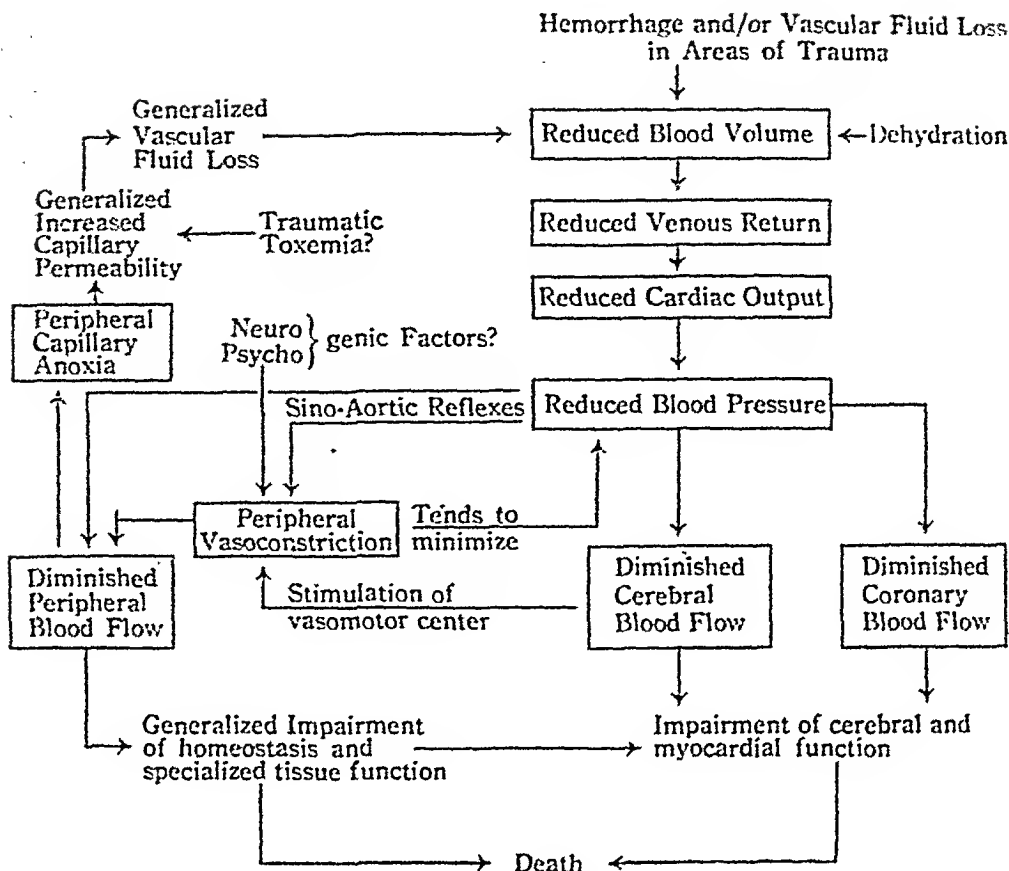 Hemorrhage and/or Vascular Fluid Loss
in Areas of Trauma
Generalized
Vascular
Fluid Loss
Reduced Blood Volume
Dehydration
Generalized
Increased
Capillary
Permeability
Traumatic
Toxemia?
Reduced Venous Return
Reduced Cardiac Output
Peripheral
Capillary
Anoxia
Neuro
Psycho
} genic Factors?
Sino-Aortic Reflexes
Reduced Blood Pressure
Peripheral
Vasoconstriction
Tends to
minimize
Diminished
Peripheral
Blood Flow
Stimulation of
vasomotor center
Diminished
Cerebral
Blood Flow
Diminished
Coronary
Blood Flow
Generalized Impairment
of homeostasis and
specialized tissue function
Impairment of cerebral and
myocardial function
Death